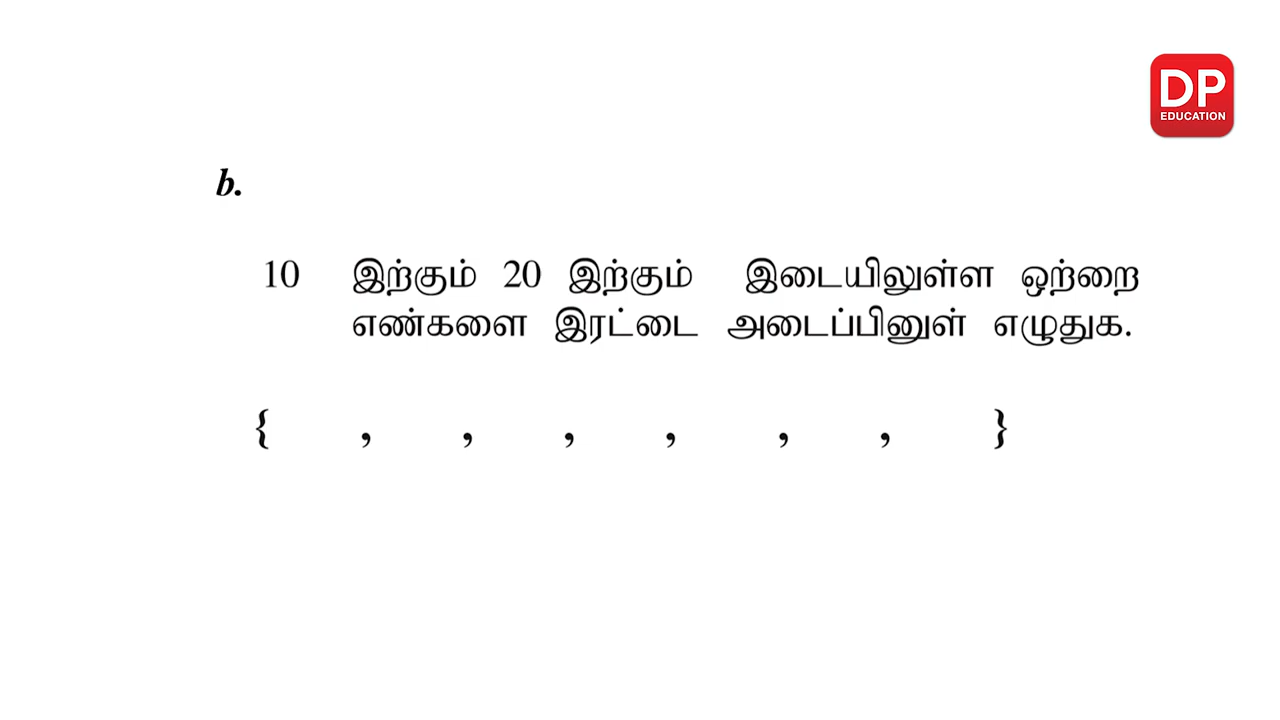 DP
EDUCATION
b.
10 இற்கும் 20 இற்கும் இடையிலுள்ள ஒற்றை
எண்களை இரட்டை அடைப்பினுள் எழுதுக.
{ , , , , , , }